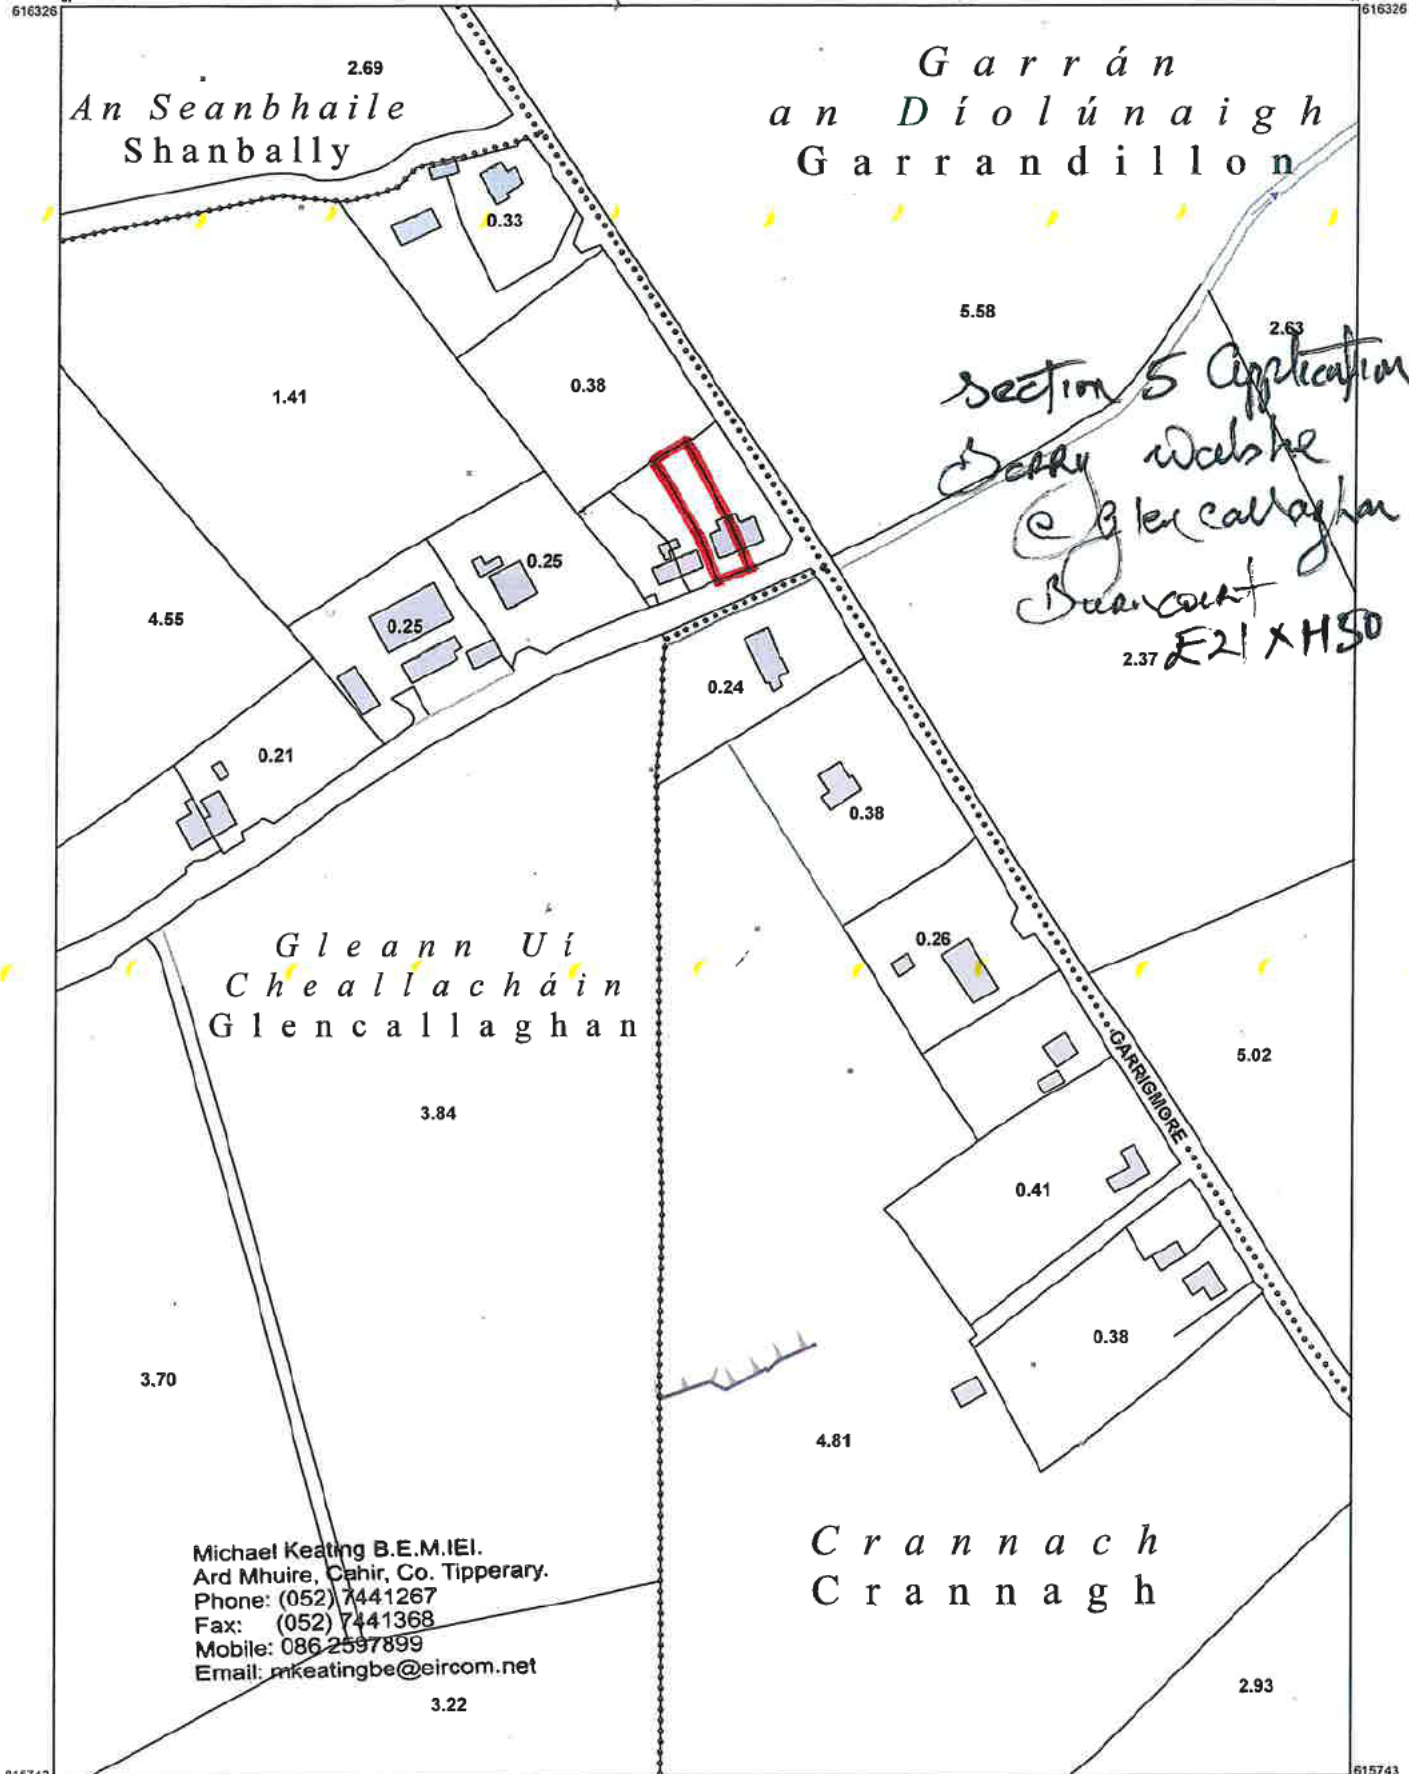 616326
616326
2.69
An Seanbhaile
Shanbally
Garrán
an Díolúnaigh
Garrandillon
0.33
5.58
2.63
1.41
0.38
Section 5 Application
Walshe
@ Glencallaghan
Burncourt
E21 XH50
2.37
0.25
0.25
4.55
0.24
0.21
0.38
0.26
Gleann Uí
Cheallacháin
Glencallaghan
GARRIGMORE
5.02
3.84
0.41
0.38
3.70
4.81
Crannach
Crannagh
Michael Keating B.E.M.IEI.
Ard Mhuire, Cahir, Co. Tipperary.
Phone: (052) 7441267
Fax: (052) 7441368
Mobile: 086 2597899
Email: mkeatingbe@eircom.net
3.22
2.93
615743